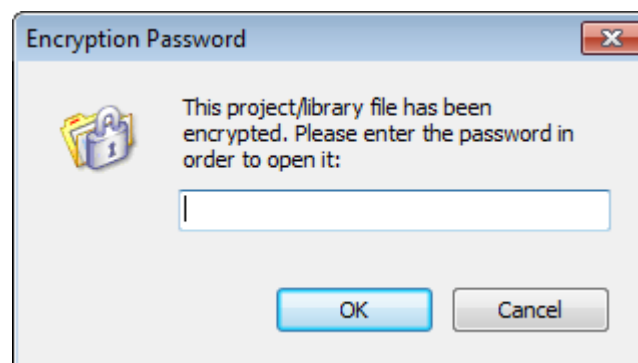 Encryption Password
This project/library file has been
encrypted. Please enter the password in
order to open it:
OK
Cancel